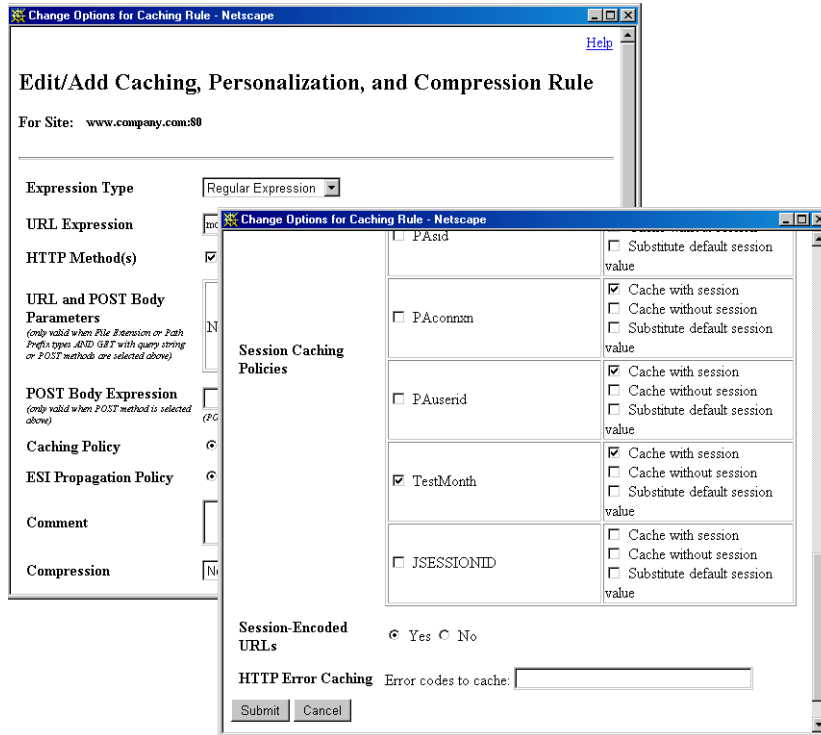 Change Options for Caching Rule - Netscape
Help
Edit/Add Caching, Personalization, and Compression Rule
For Site: www.company.com:80
Expression Type
Regular Expression
URL Expression
HTTP Method(s)
URL and POST Body
Parameters
(only valid when File Extension or Path
Prefix types AND GET with query string
or POST methods are selected above)
N
POST Body Expression
(only valid when POST method is selected
above)
(PO
Caching Policy
ESI Propagation Policy
Comment
Compression
Change Options for Caching Rule - Netscape
PAsid
Substitute default session
value
Session Caching
Policies
PAconnxn
Cache with session
Cache without session
Substitute default session
value
PAuserid
Cache with session
Cache without session
Substitute default session
value
TestMonth
Cache with session
Cache without session
Substitute default session
value
JSESSIONID
Cache with session
Cache without session
Substitute default session
value
Session-Encoded
URLs
Yes No
HTTP Error Caching Error codes to cache:
Submit Cancel